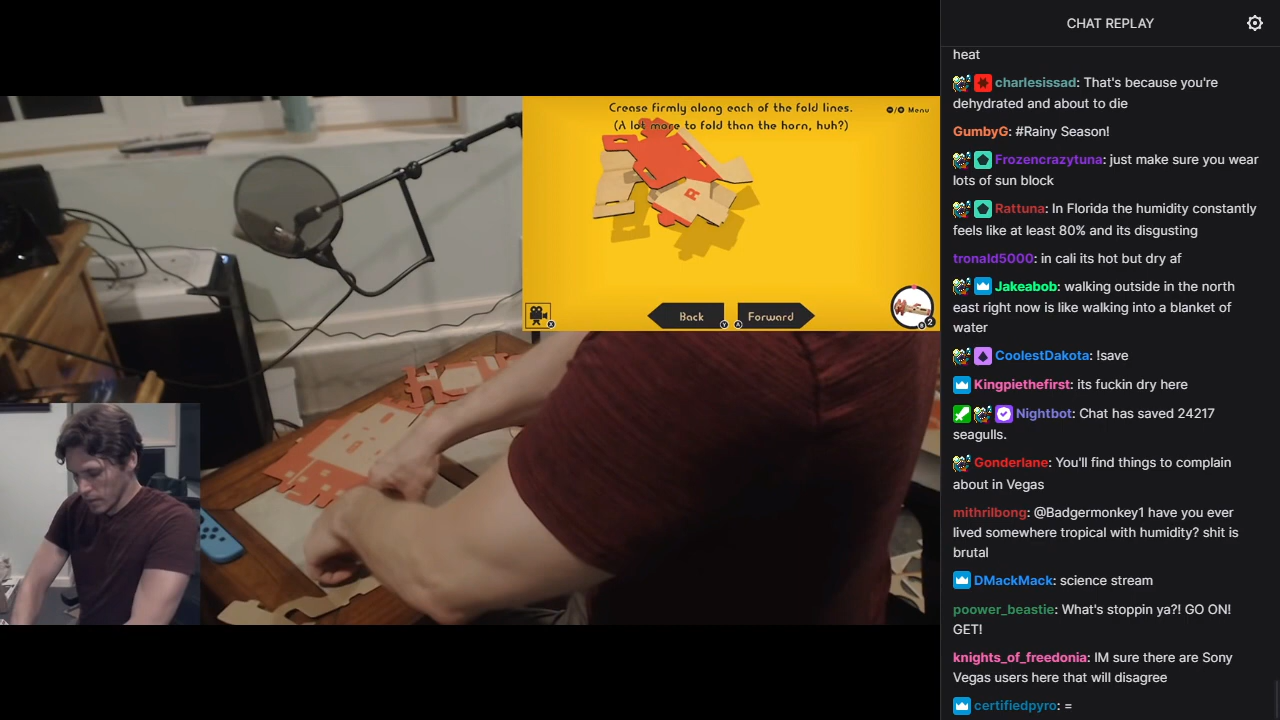 Crease firmly along each of the fold lines.
(A lot more to fold than the horn, huh?)
-/+ Menu
R
X
Back
Y
A
Forward
2
CHAT REPLAY
heat
charlesissad: That's because you're
dehydrated and about to die
GumbyG: #Rainy Season!
Frozencrazytuna: just make sure you wear
lots of sun block
Rattuna: In Florida the humidity constantly
feels like at least 80% and its disgusting
tronald5000: in cali its hot but dry af
Jakeabob: walking outside in the north
east right now is like walking into a blanket of
water
CoolestDakota: !save
Kingpiethefirst: its fuckin dry here
Nightbot: Chat has saved 24217
seagulls.
Gonderlane: You'll find things to complain
about in Vegas
mithrilbong: @Badgermonkey1 have you ever
lived somewhere tropical with humidity? shit is
brutal
DMackMack: science stream
poower_beastie: What's stoppin ya?! GO ON!
GET!
knights_of_freedonia: IM sure there are Sony
Vegas users here that will disagree
certifiedpyro: =